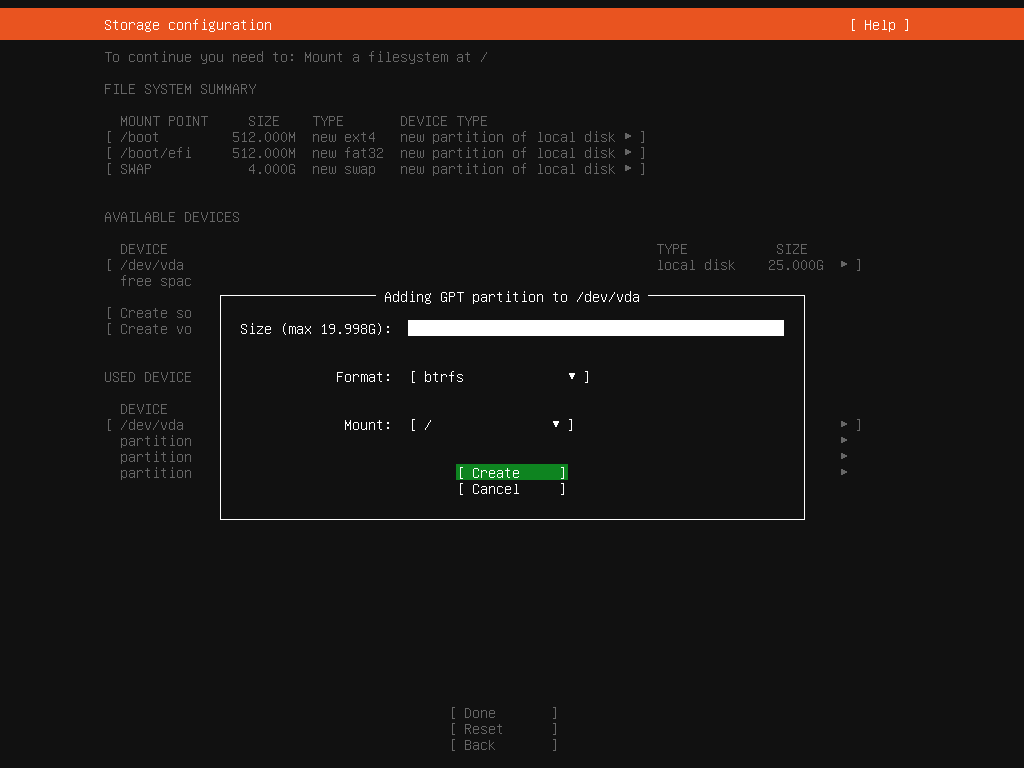 Storage configuration [ Help ]
To continue you need to: Mount a filesystem at /
FILE SYSTEM SUMMARY
MOUNT POINT SIZE TYPE DEVICE TYPE
[ /boot 512.000M new ext4 new partition of local disk ▸ ]
[ /boot/efi 512.000M new fat32 new partition of local disk ▸ ]
[ SWAP 4.000G new swap new partition of local disk ▸ ]
AVAILABLE DEVICES
DEVICE TYPE SIZE
[ /dev/vda local disk 25.000G ▸ ]
free spac
Adding GPT partition to /dev/vda
[ Create so
[ Create vo
Size (max 19.998G):
USED DEVICE
Format: [ btrfs ▾ ]
DEVICE
[ /dev/vda ▸ ]
Mount: [ / ▾ ]
partition ▸
partition ▸
partition ▸
[ Create ]
[ Cancel ]
[ Done ]
[ Reset ]
[ Back ]